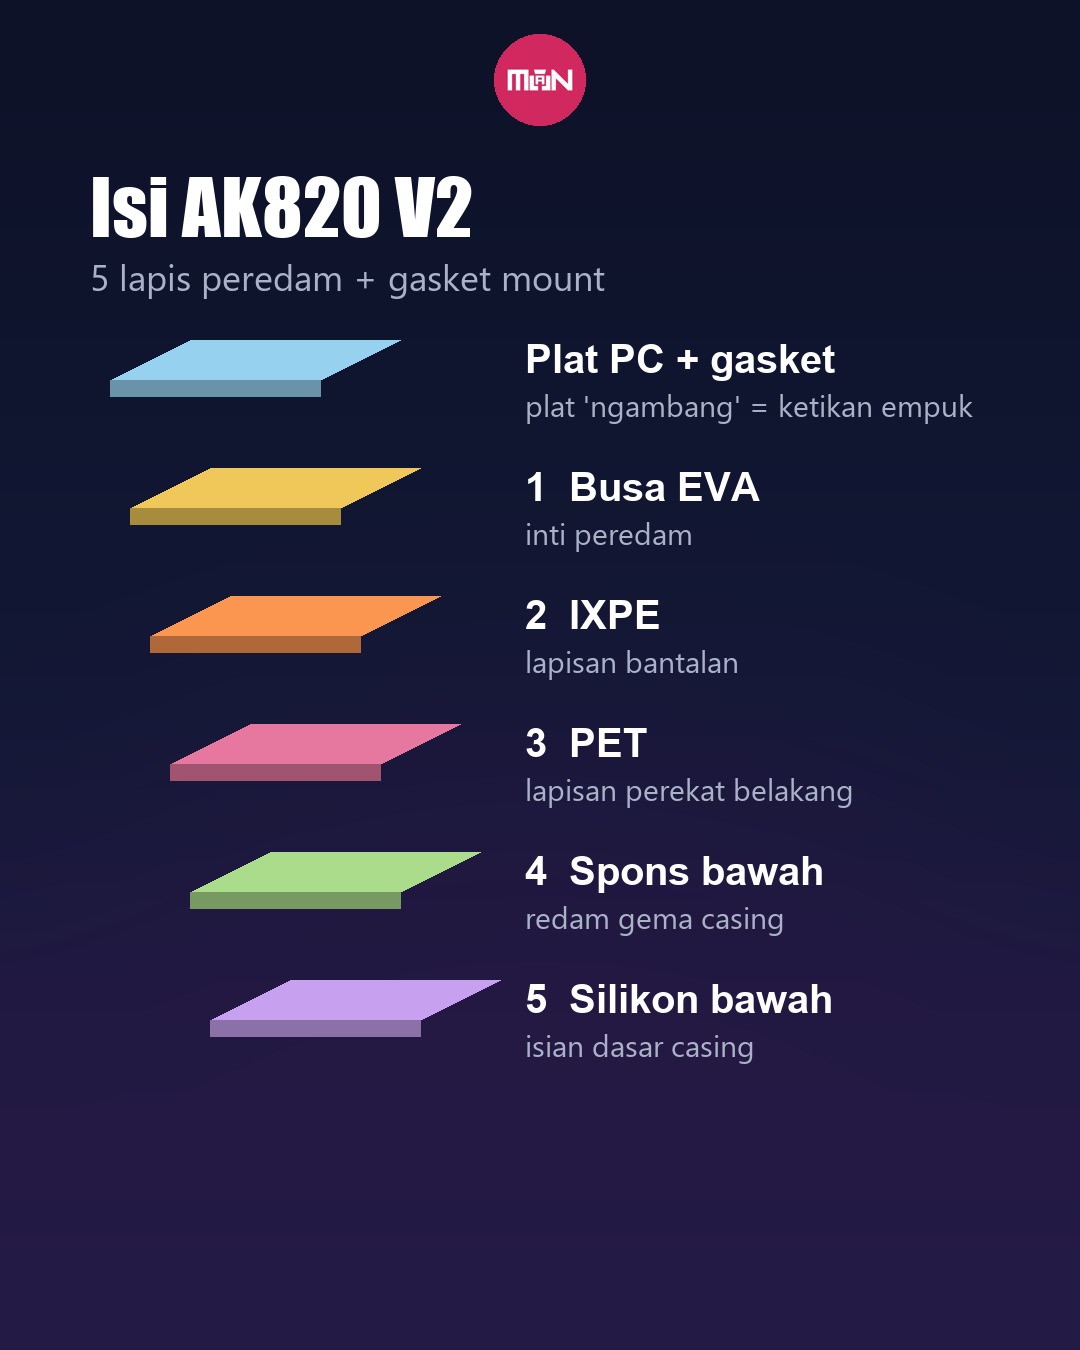 MLAN
Isi AK820 V2
5 lapis peredam + gasket mount
Plat PC + gasket
plat 'ngambang' = ketikan empuk
1 Busa EVA
inti peredam
2 IXPE
lapisan bantalan
3 PET
lapisan perekat belakang
4 Spons bawah
redam gema casing
5 Silikon bawah
isian dasar casing